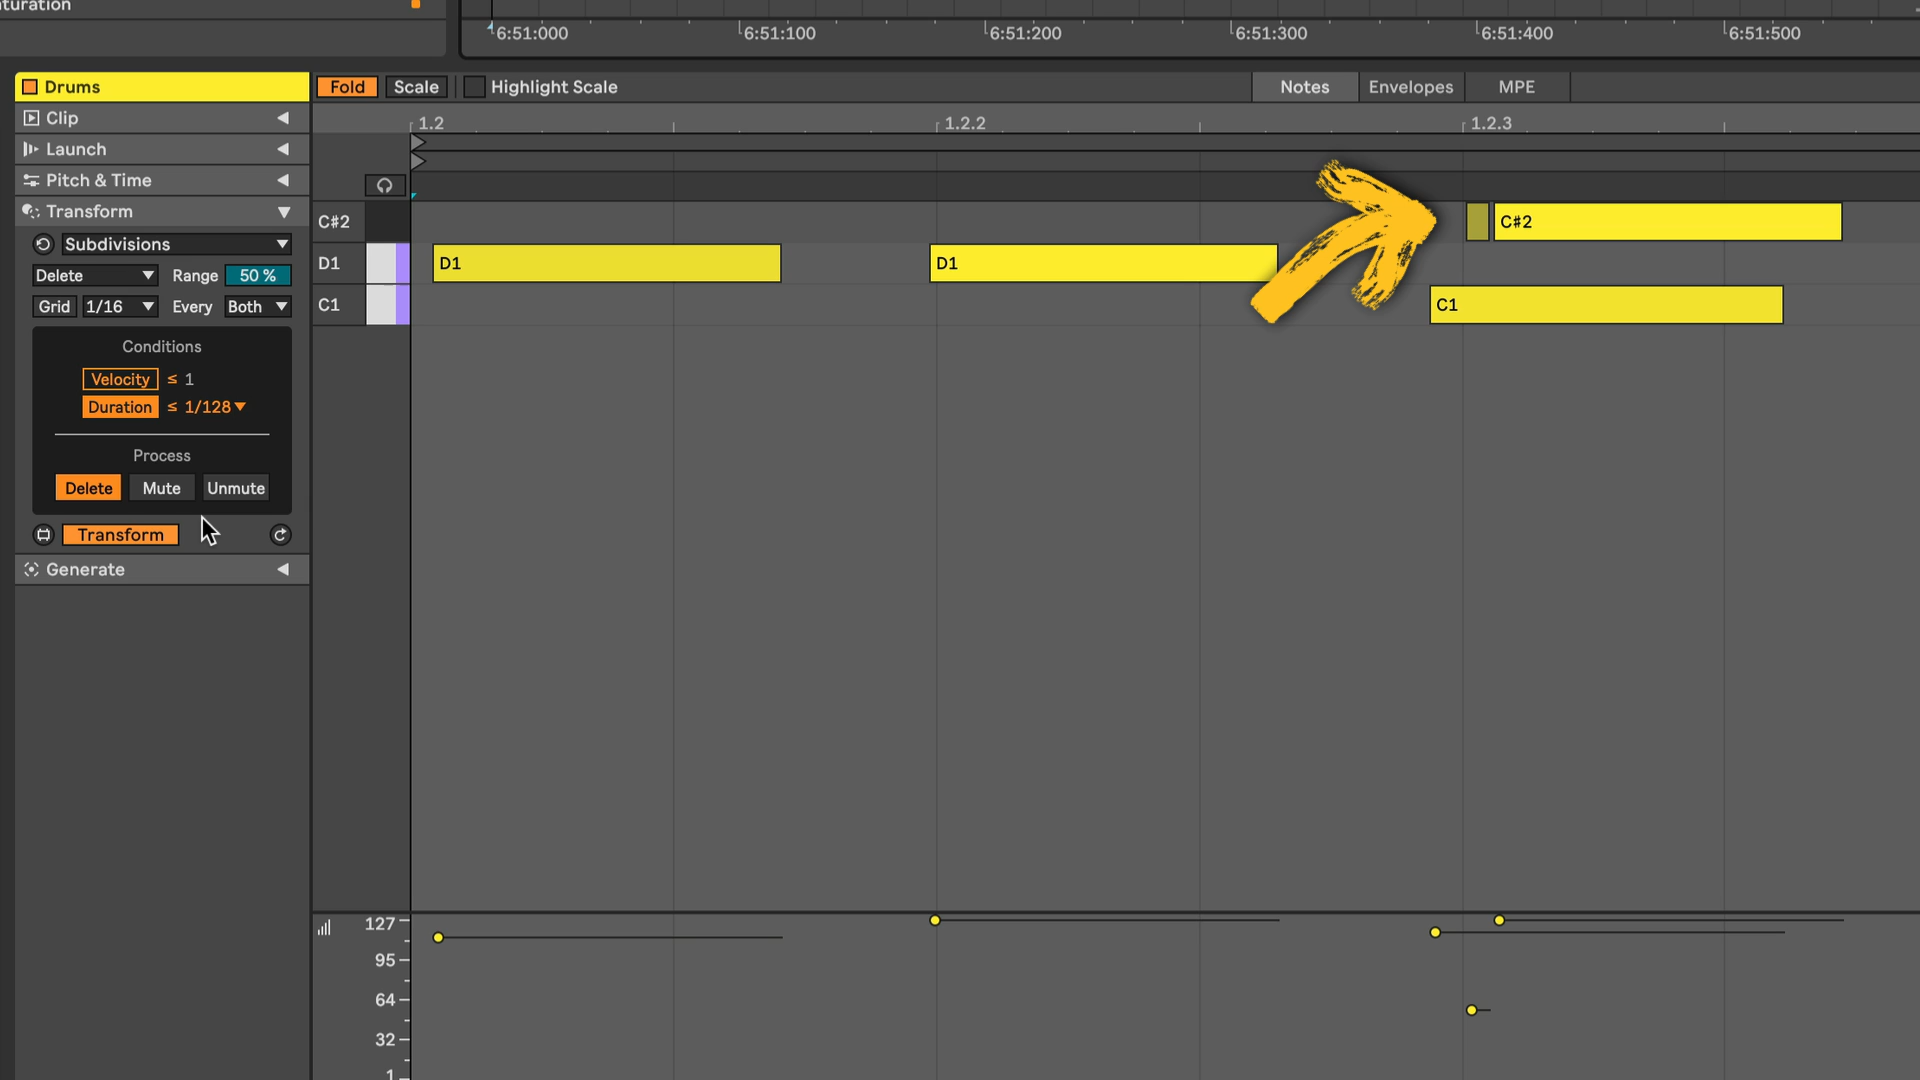 turation
6:51:000 6:51:100 6:51:200 6:51:300 6:51:400 6:51:500
Drums
Fold Scale Highlight Scale Notes Envelopes MPE
Clip
1.2 1.2.2 1.2.3
Launch
Pitch & Time
Transform
C#2 C#2
Subdivisions
D1 D1 D1
Delete Range 50 %
C1 C1
Grid 1/16 Every Both
Conditions
Velocity ≤ 1
Duration ≤ 1/128
Process
Delete Mute Unmute
Transform
Generate
127
95
64
32
1